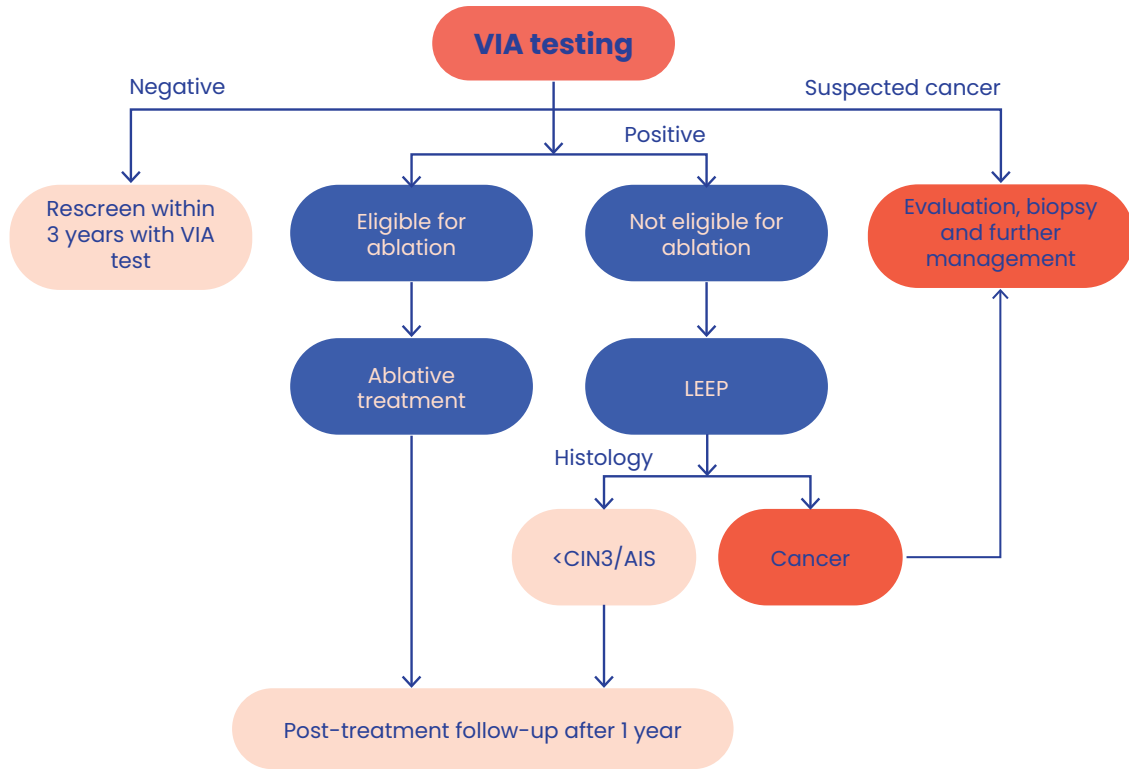 VIA testing
Negative
Suspected cancer
Positive
Rescreen within
3 years with VIA
test
Eligible for
ablation
Not eligible for
ablation
Evaluation, biopsy
and further
management
Ablative
treatment
LEEP
Histology
<CIN3/AIS
Cancer
Post-treatment follow-up after 1 year